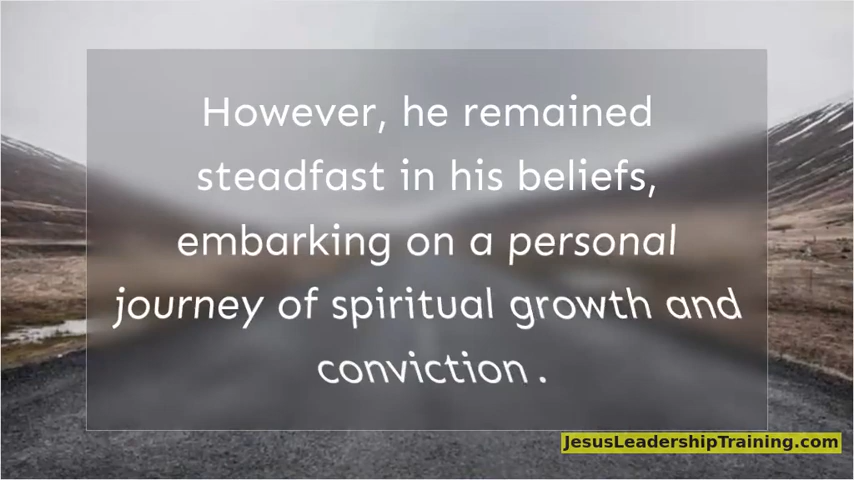 However, he remained
steadfast in his beliefs,
embarking on a personal
journey of spiritual growth and
conviction .
JesusLeadershipTraining.com